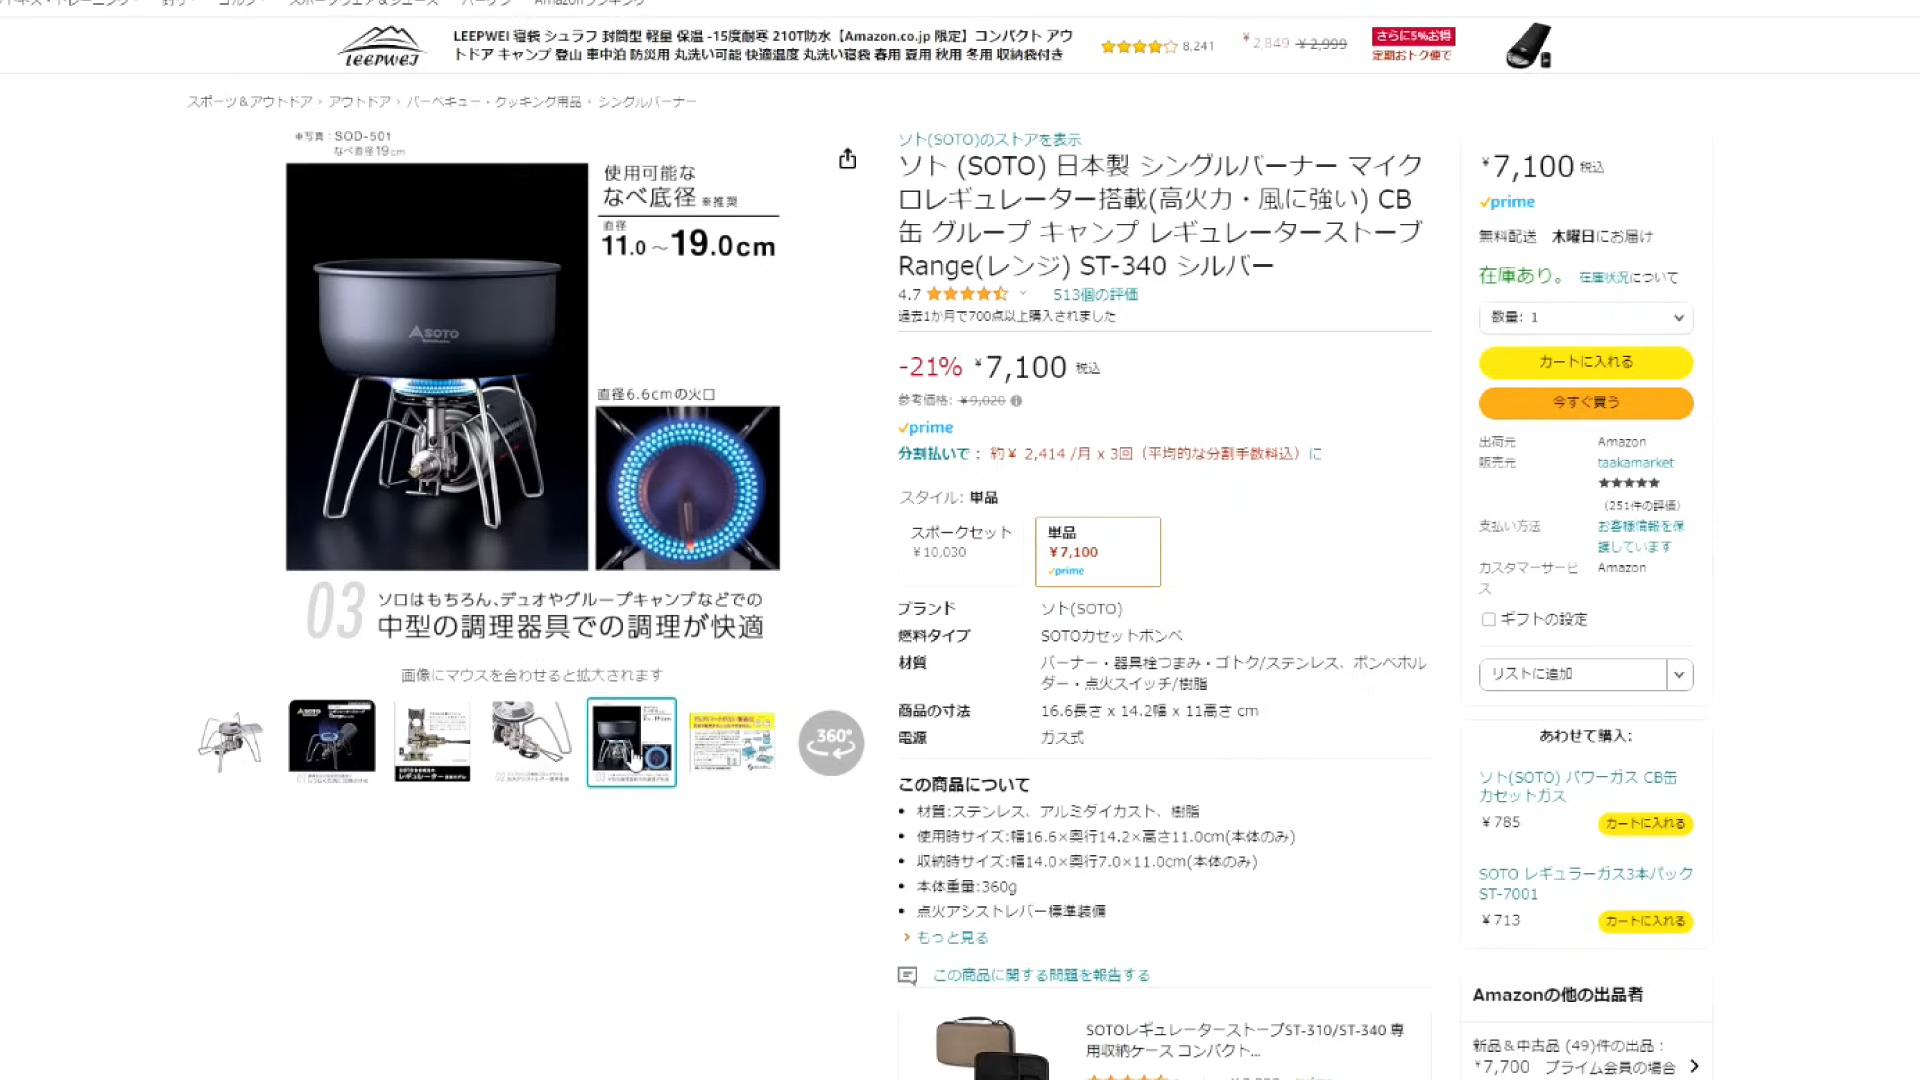 LEEPWEI
LEEPWEI 寝袋 シュラフ 封筒型 軽量 保温 -15度耐寒 210T防水【Amazon.co.jp 限定】コンパクト アウ
トドア キャンプ 登山 車中泊 防災用 丸洗い可能 快適温度 丸洗い寝袋 春用 夏用 秋用 冬用 収納袋付き
8,241
¥2,849 ¥2,999
さらに5%お得
定期おトク便で
スポーツ＆アウトドア › アウトドア › バーベキュー・クッキング用品 › シングルバーナー
※写真：SOD-501
なべ直径19cm
使用可能な
なべ底径 ※推奨
直径
11.0～19.0cm
SOTO
直径6.6cmの火口
03
ソロはもちろん、デュオやグループキャンプなどでの
中型の調理器具での調理が快適
画像にマウスを合わせると拡大されます
360°
ソト(SOTO)のストアを表示
ソト (SOTO) 日本製 シングルバーナー マイク
ロレギュレーター搭載(高火力・風に強い) CB
缶 グループ キャンプ レギュレーターストーブ
Range(レンジ) ST-340 シルバー
4.7
513個の評価
過去1か月で700点以上購入されました
-21% ¥7,100 税込
参考価格: ¥9,020
prime
分割払いで： 約¥ 2,414 /月 x 3回（平均的な分割手数料込）に
スタイル: 単品
スポークセット
¥10,030
単品
¥7,100
prime
ブランド ソト(SOTO)
燃料タイプ SOTOカセットボンベ
材質 バーナー・器具栓つまみ・ゴトク/ステンレス、ボンベホル
ダー・点火スイッチ/樹脂
商品の寸法 16.6長さ x 14.2幅 x 11高さ cm
電源 ガス式
この商品について
• 材質:ステンレス、アルミダイカスト、樹脂
• 使用時サイズ:幅16.6×奥行14.2×高さ11.0cm(本体のみ)
• 収納時サイズ:幅14.0×奥行7.0×11.0cm(本体のみ)
• 本体重量:360g
• 点火アシストレバー標準装備
› もっと見る
この商品に関する問題を報告する
SOTOレギュレーターストーブST-310/ST-340 専
用収納ケース コンパクト...
¥7,100 税込
prime
無料配送 木曜日にお届け
在庫あり。 在庫状況について
数量: 1
カートに入れる
今すぐ買う
出荷元 Amazon
販売元 taakamarket
★★★★★
(251件の評価)
支払い方法 お客様情報を保
護しています
カスタマーサービ
ス Amazon
ギフトの設定
リストに追加
あわせて購入:
ソト(SOTO) パワーガス CB缶
カセットガス
¥785 カートに入れる
SOTO レギュラーガス3本パック
ST-7001
¥713 カートに入れる
Amazonの他の出品者
新品＆中古品 (49)件の出品：
¥7,700 プライム会員の場合